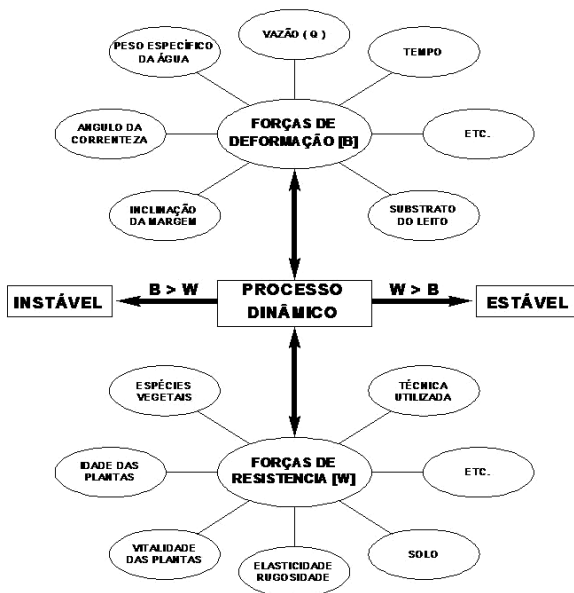 VAZÃO ( Q )
PESO ESPECÍFICO
DA ÁGUA
TEMPO
ANGULO DA
CORRENTEZA
FORÇAS DE
DEFORMAÇÃO [B]
ETC.
INCLINAÇÃO
DA MARGEM
SUBSTRATO
DO LEITO
INSTÁVEL
B > W
PROCESSO
DINÂMICO
W > B
ESTÁVEL
ESPÉCIES
VEGETAIS
TÉCNICA
UTILIZADA
IDADE DAS
PLANTAS
FORÇAS DE
RESISTENCIA [W]
ETC.
VITALIDADE
DAS PLANTAS
ELASTICIDADE
RUGOSIDADE
SOLO